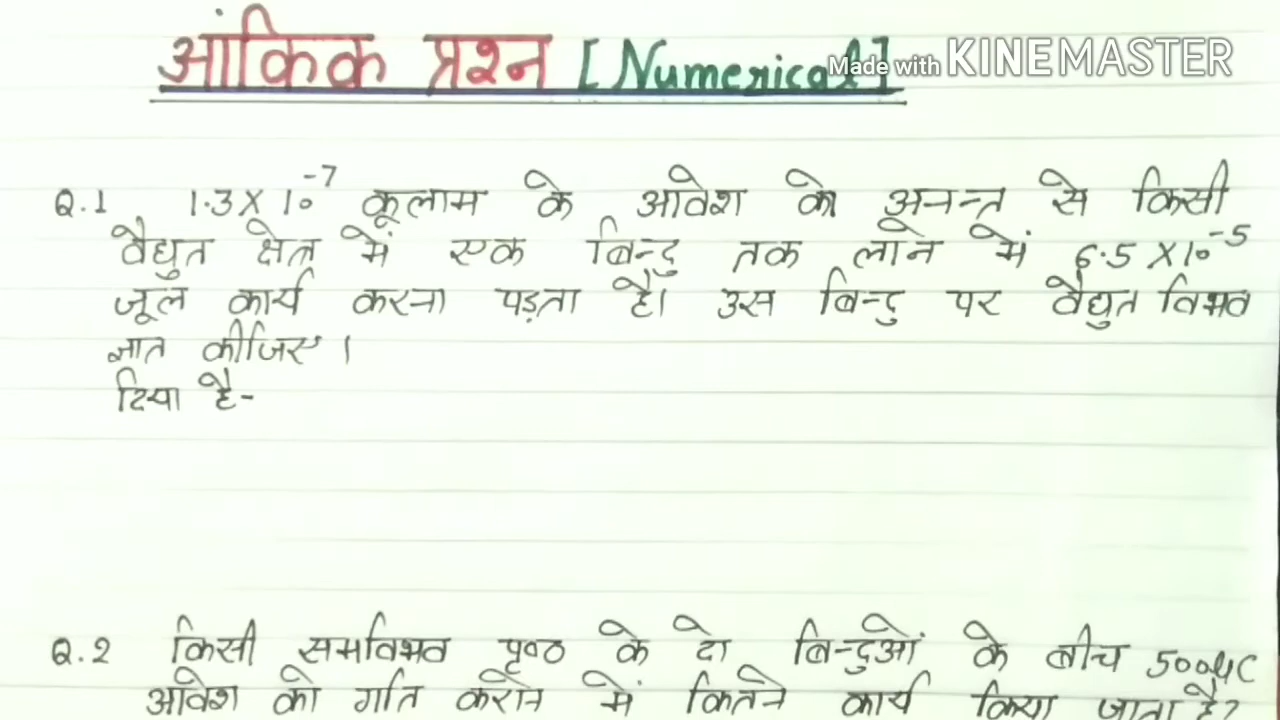 आंकिक प्रश्न [Numerical]
Made with KINEMASTER
Q.1 1.3 X 10⁻⁷ कूलाम के आवेश को अनन्त से किसी
वैद्युत क्षेत्र में एक बिन्दु तक लाने में 6.5 X 10⁻⁵
जूल कार्य करना पड़ता है। उस बिन्दु पर वैद्युत विभव
ज्ञात कीजिए ।
दिया है-
Q.2 किसी समविभव पृष्ठ के दो बिन्दुओं के बीच 500μC
आवेश को गति कराने में कितने कार्य किया जाता है?